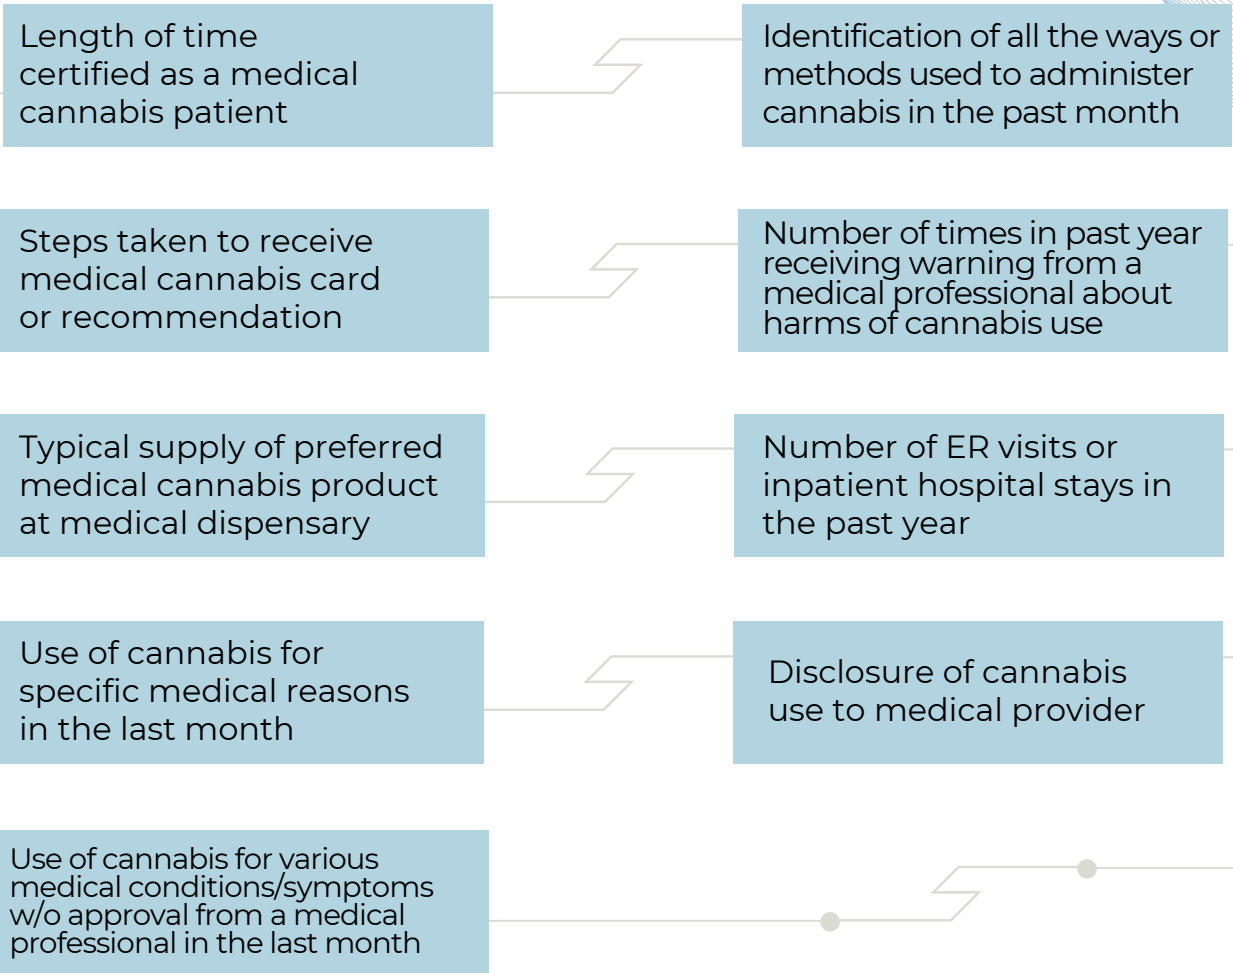 Length of time
certified as a medical
cannabis patient
Identification of all the ways or
methods used to administer
cannabis in the past month
Steps taken to receive
medical cannabis card
or recommendation
Number of times in past year
receiving warning from a
medical professional about
harms of cannabis use
Typical supply of preferred
medical cannabis product
at medical dispensary
Number of ER visits or
inpatient hospital stays in
the past year
Use of cannabis for
specific medical reasons
in the last month
Disclosure of cannabis
use to medical provider
Use of cannabis for various
medical conditions/symptoms
w/o approval from a medical
professional in the last month